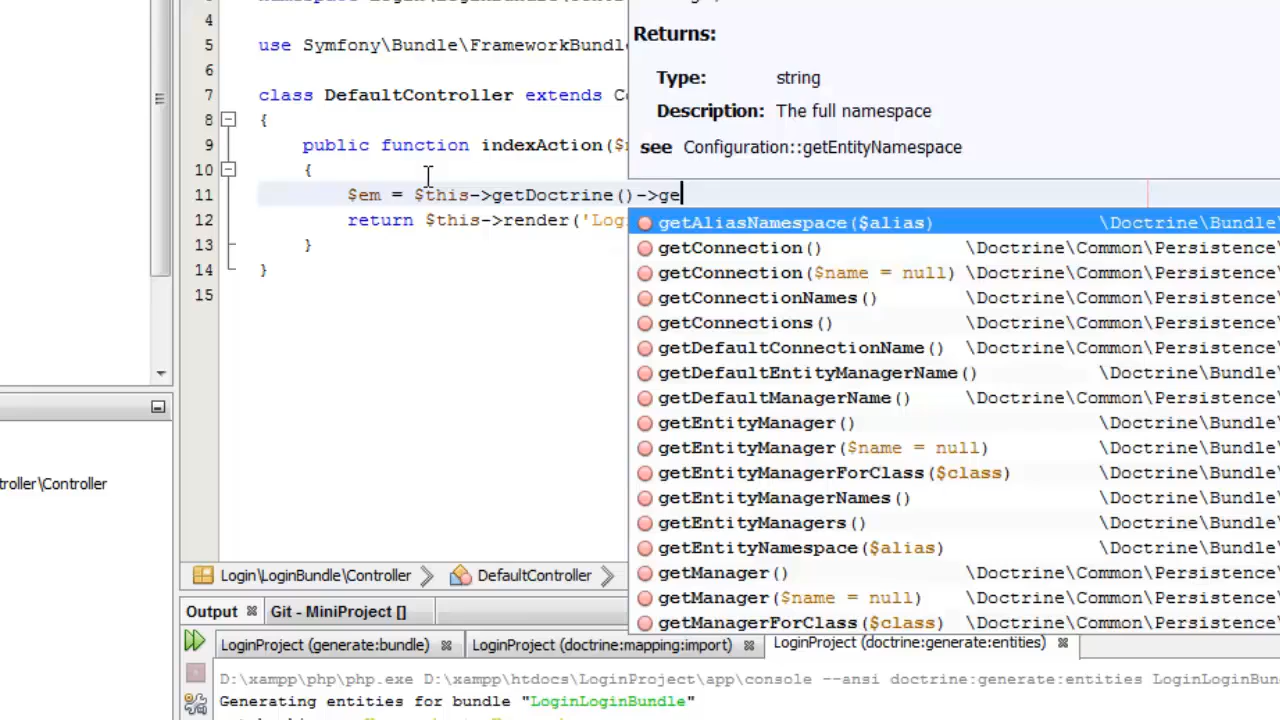 4
5 use Symfony\Bundle\FrameworkBundl
6
7 class DefaultController extends Co
8 {
9 public function indexAction($
10 {
11 $em = $this->getDoctrine()->ge
12 return $this->render('Logi
13 }
14 }
15
Returns:
Type: string
Description: The full namespace
see Configuration::getEntityNamespace
getAliasNamespace($alias) \Doctrine\Bundle\
getConnection() \Doctrine\Common\Persistence\
getConnection($name = null) \Doctrine\Common\Persistence\
getConnectionNames() \Doctrine\Common\Persistence\
getConnections() \Doctrine\Common\Persistence\
getDefaultConnectionName() \Doctrine\Common\Persistence\
getDefaultEntityManagerName() \Doctrine\Bundle\
getDefaultManagerName() \Doctrine\Common\Persistence\
getEntityManager() \Doctrine\Bundle\
getEntityManager($name = null) \Doctrine\Bundle\
getEntityManagerForClass($class) \Doctrine\Bundle\
getEntityManagerNames() \Doctrine\Bundle\
getEntityManagers() \Doctrine\Bundle\
getEntityNamespace($alias) \Doctrine\Bundle\
getManager() \Doctrine\Common\Persistence\
getManager($name = null) \Doctrine\Common\Persistence\
getManagerForClass($class) \Doctrine\Common\Persistence\
troller\Controller
Login\LoginBundle\Controller DefaultController
Output Git - MiniProject []
LoginProject (generate:bundle) LoginProject (doctrine:mapping:import) LoginProject (doctrine:generate:entities)
D:\xampp\php\php.exe D:\xampp\htdocs\LoginProject\app\console --ansi doctrine:generate:entities LoginLoginBun
Generating entities for bundle "LoginLoginBundle"